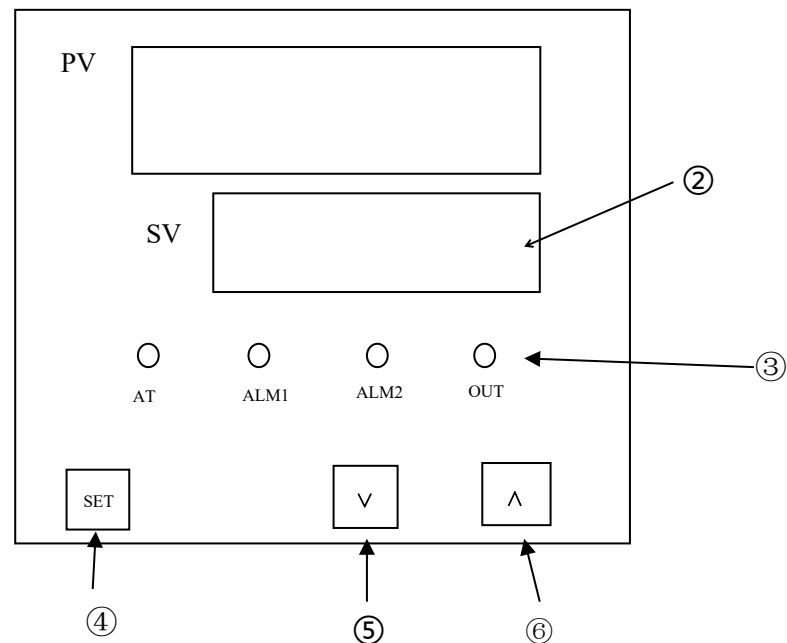 PV
②
SV
③
AT ALM1 ALM2 OUT
SET ∨ ∧
④ ⑤ ⑥